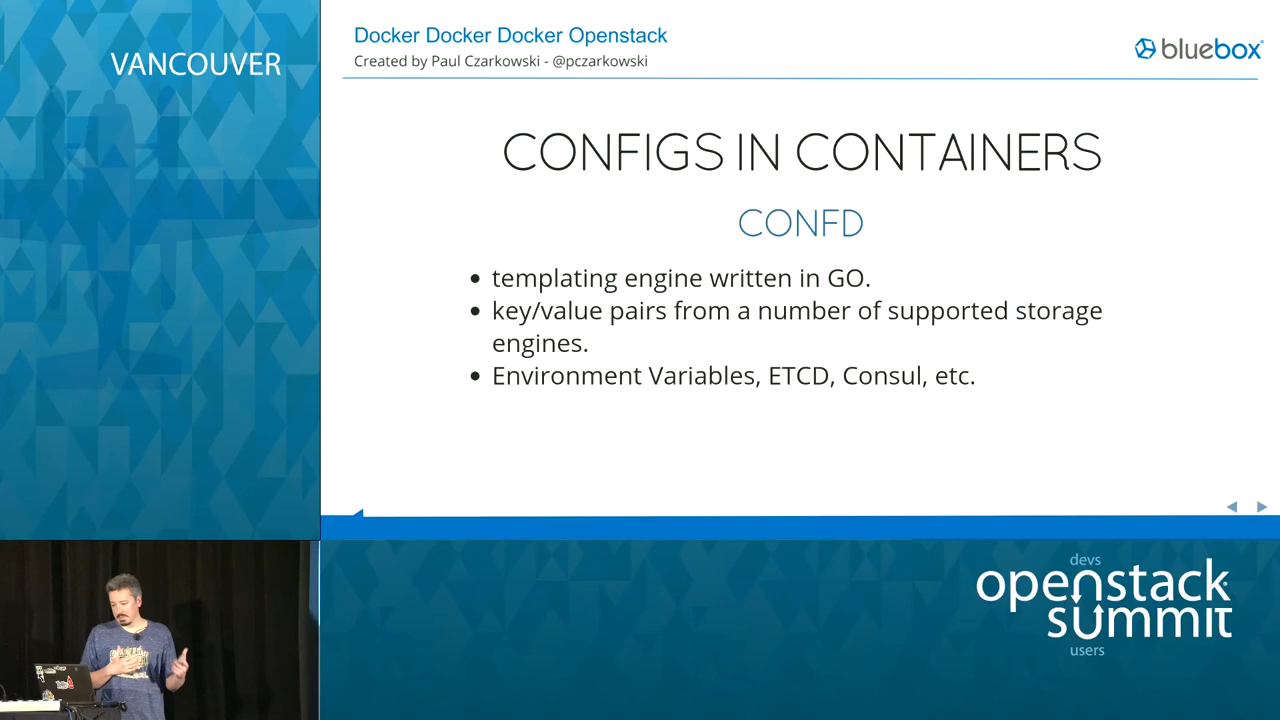 VANCOUVER
Docker Docker Docker Openstack
Created by Paul Czarkowski - @pczarkowski
bluebox
CONFIGS IN CONTAINERS
CONFD
templating engine written in GO.
key/value pairs from a number of supported storage
engines.
Environment Variables, ETCD, Consul, etc.
devs
openstack
summit
users